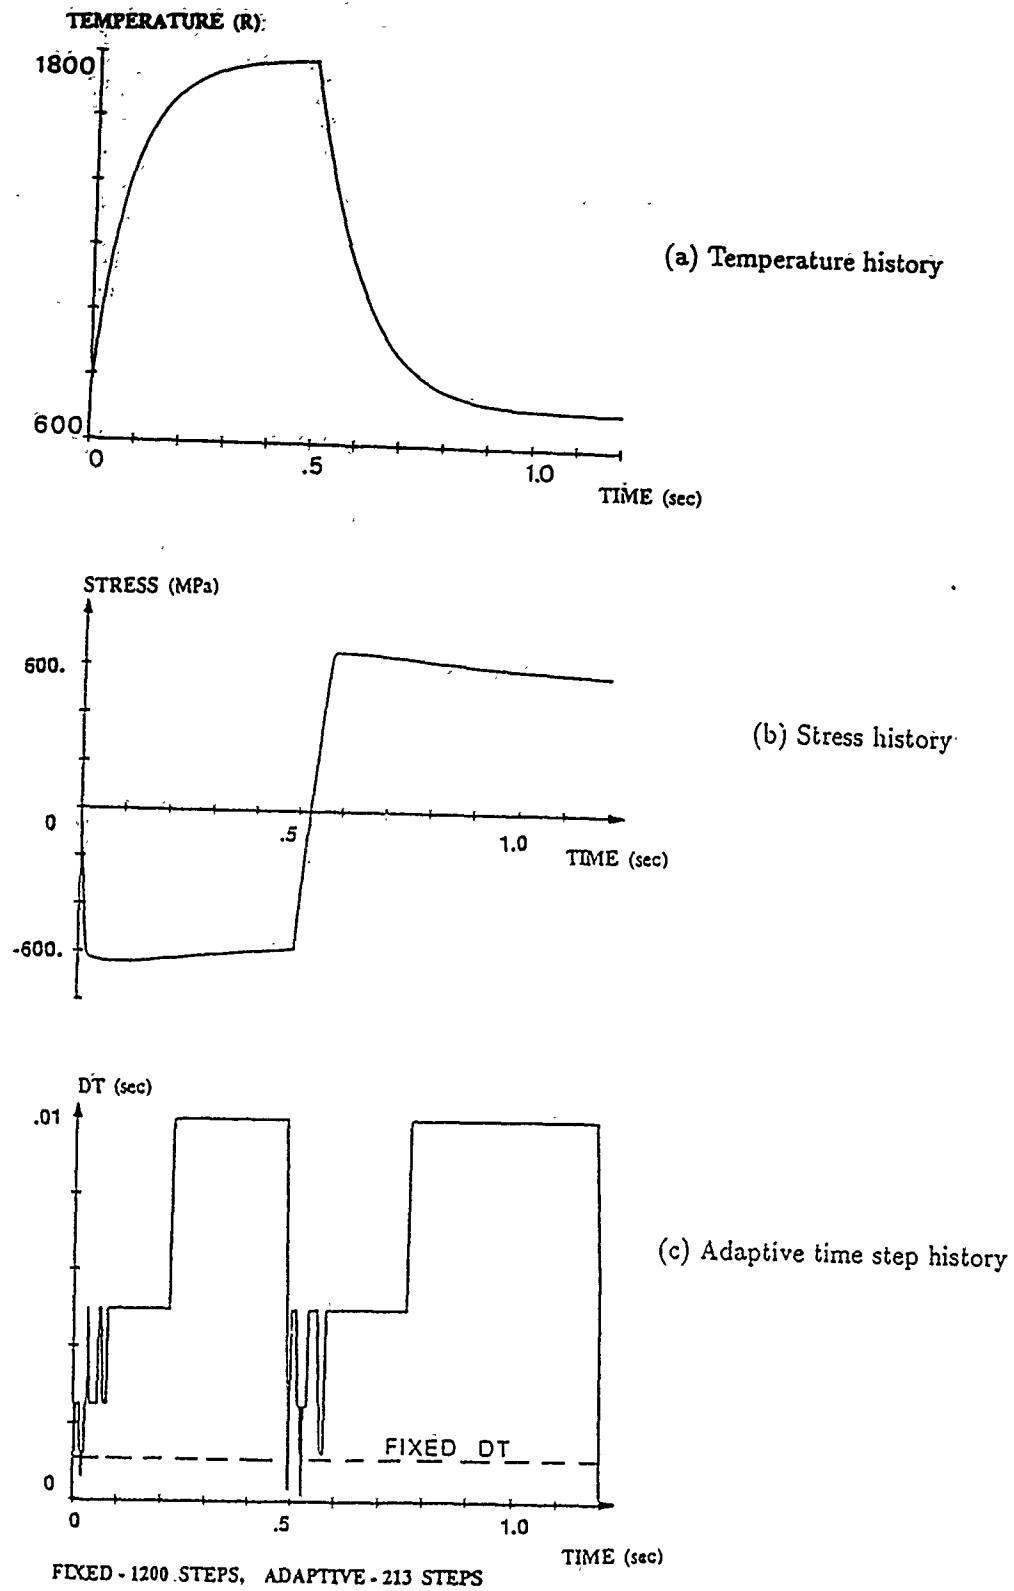 TEMPERATURE (R)
1800
(a) Temperature history
600
0
.5
1.0
TIME (sec)
STRESS (MPa)
600.
(b) Stress history
0
.5
1.0
TIME (sec)
-600.
DT (sec)
.01
(c) Adaptive time step history
FIXED DT
0
0
.5
1.0
TIME (sec)
FIXED - 1200 STEPS, ADAPTIVE - 213 STEPS